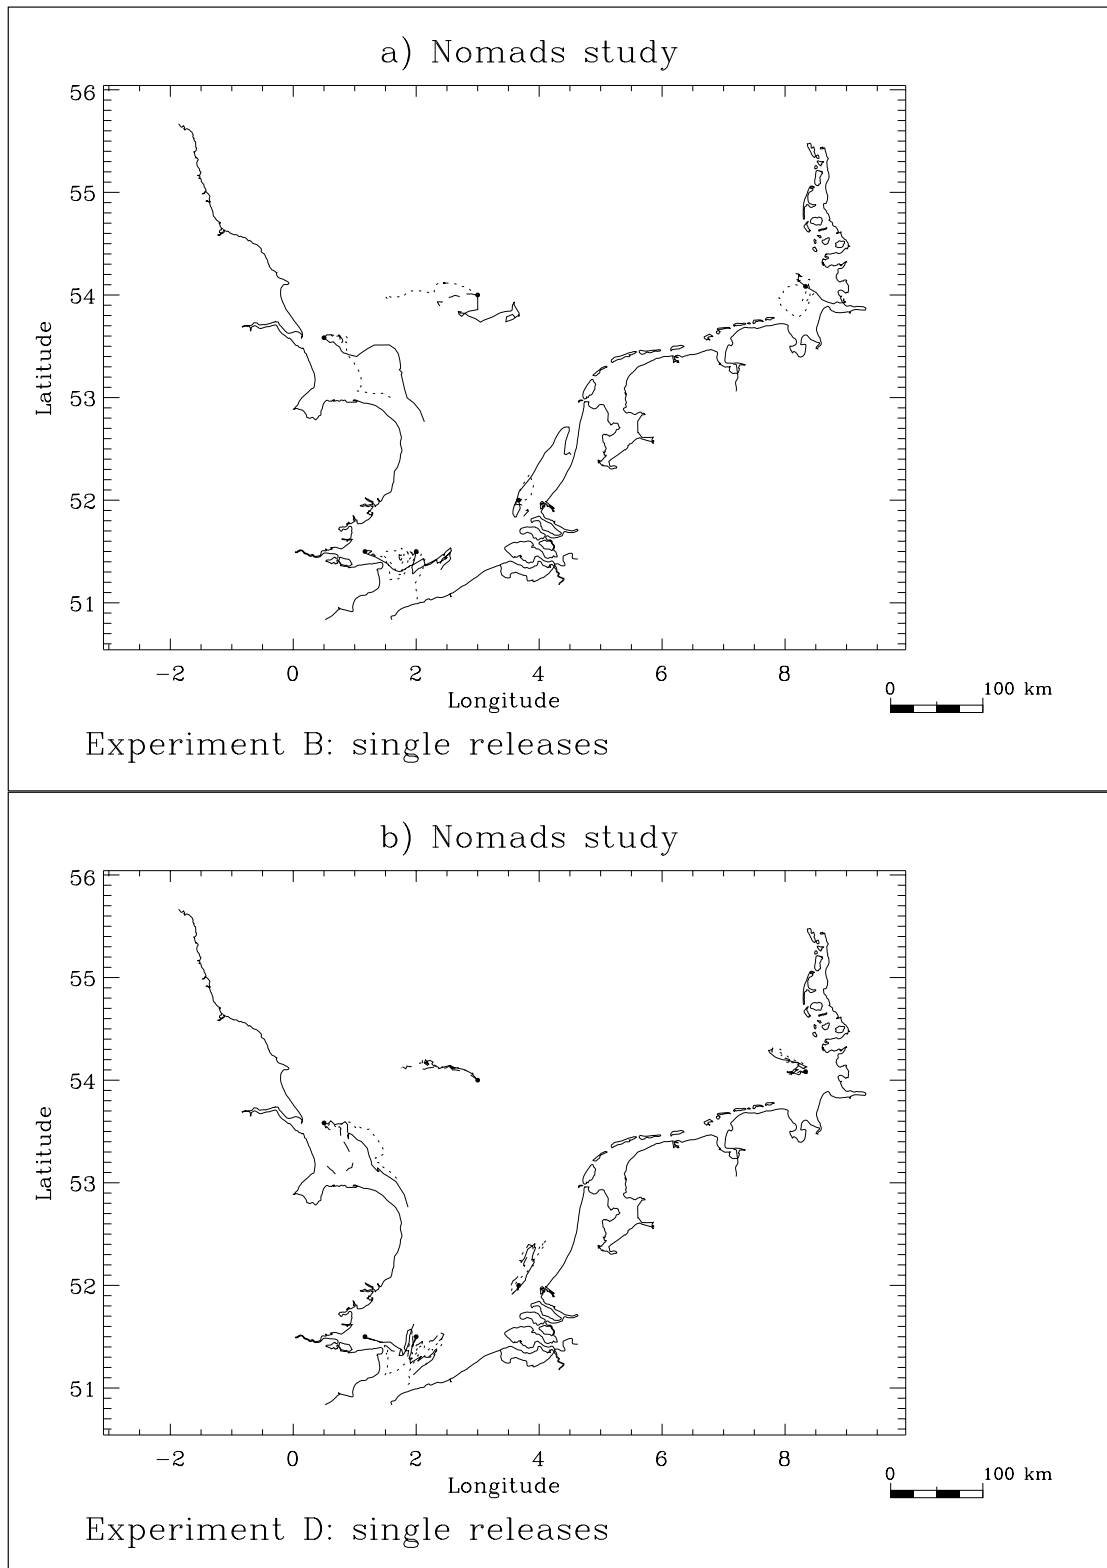 a) Nomads study
56
55
54
53
52
51
Latitude
−2 0 2 4 6 8
Longitude
0 100 km
Experiment B: single releases
b) Nomads study
56
55
54
53
52
51
Latitude
−2 0 2 4 6 8
Longitude
0 100 km
Experiment D: single releases